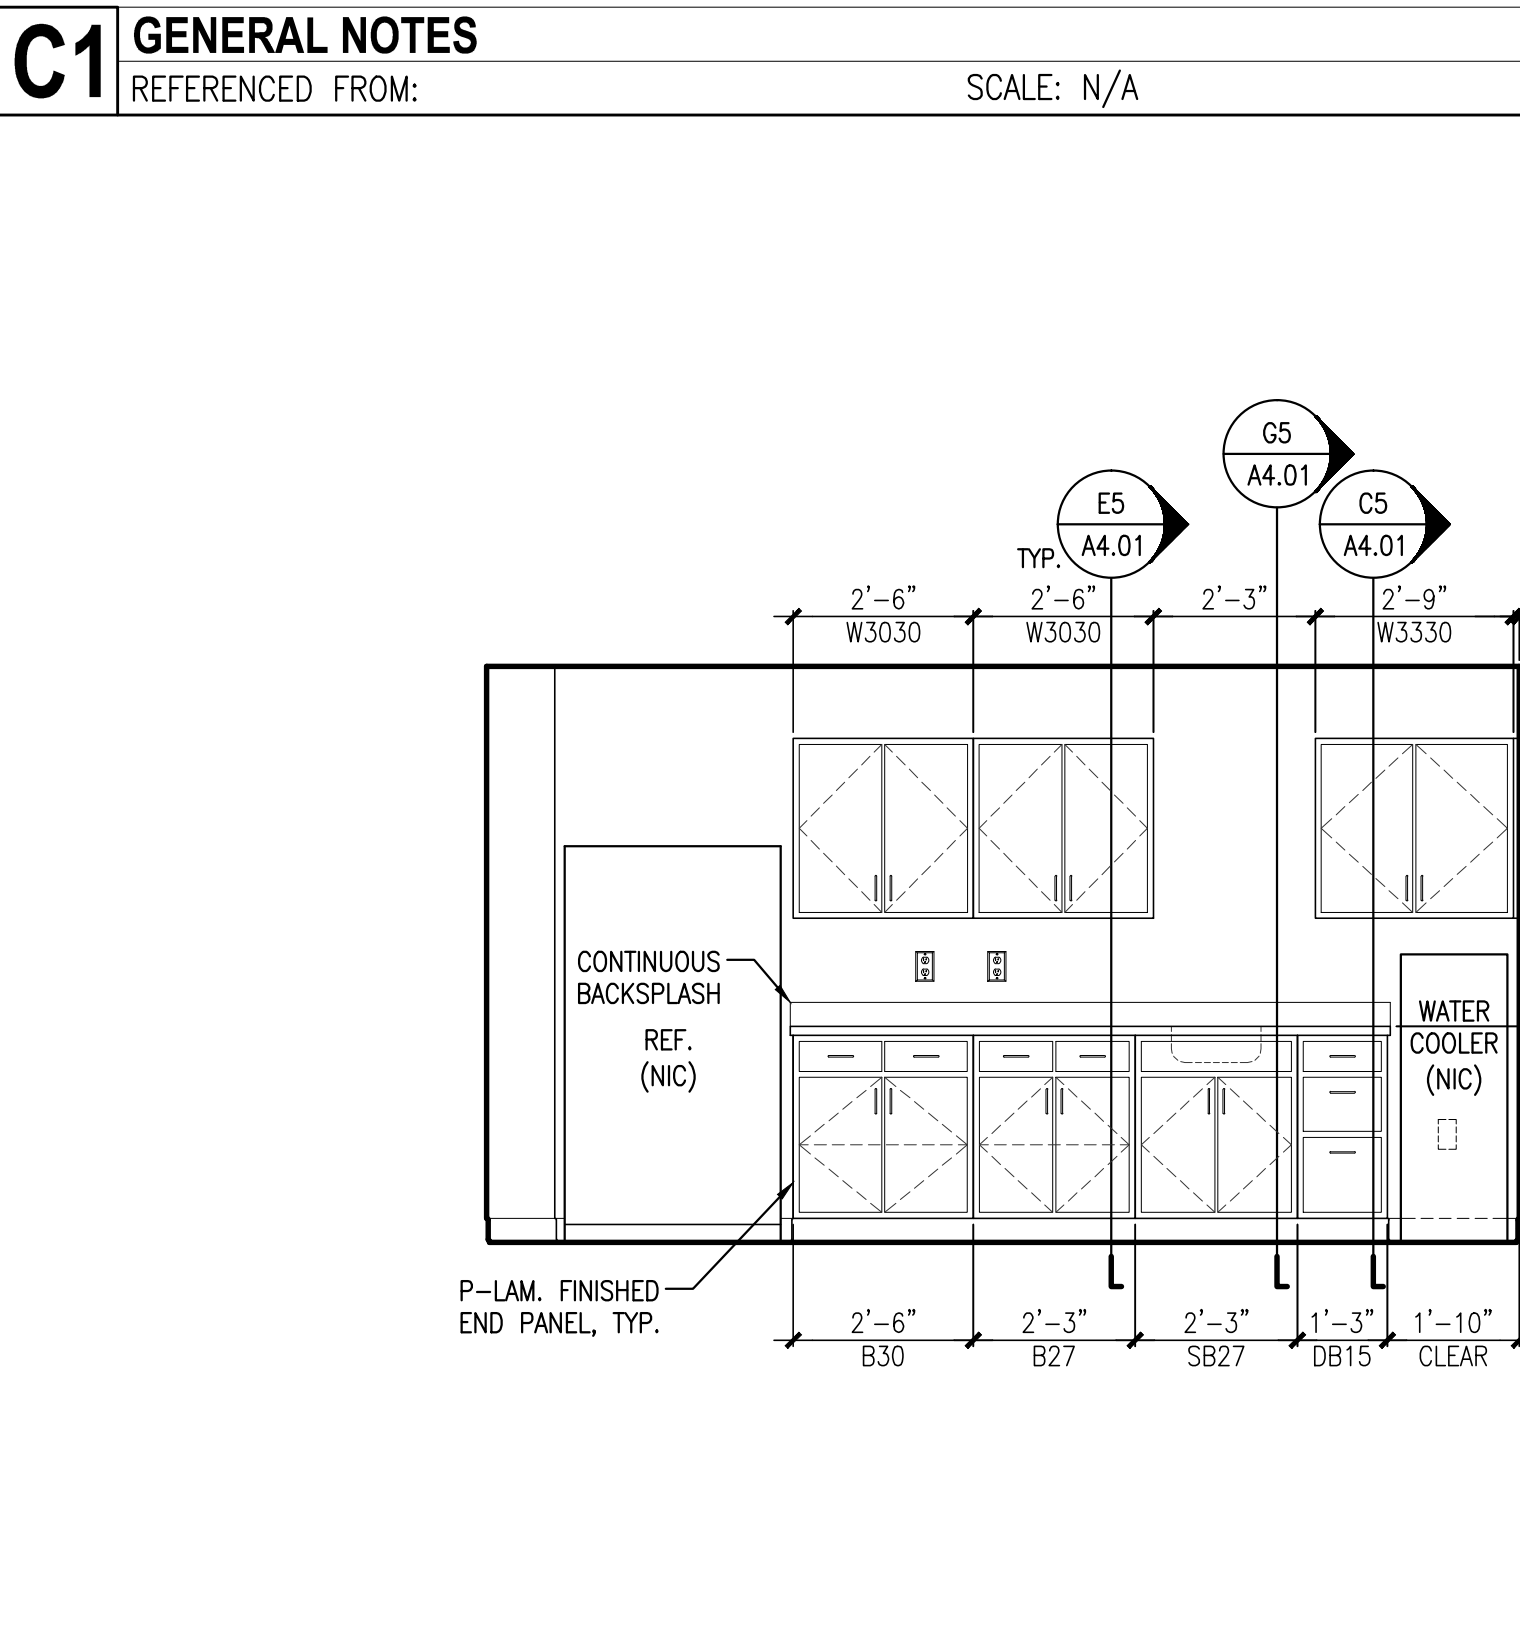 C1 GENERAL NOTES
REFERENCED FROM: SCALE: N/A
G5
A4.01
E5
A4.01
C5
A4.01
TYP.
2'-6" 2'-6" 2'-3" 2'-9"
W3030 W3030 W3330
CONTINUOUS
BACKSPLASH
REF.
(NIC)
WATER
COOLER
(NIC)
P-LAM. FINISHED
END PANEL, TYP.
2'-6" 2'-3" 2'-3" 1'-3" 1'-10"
B30 B27 SB27 DB15 CLEAR